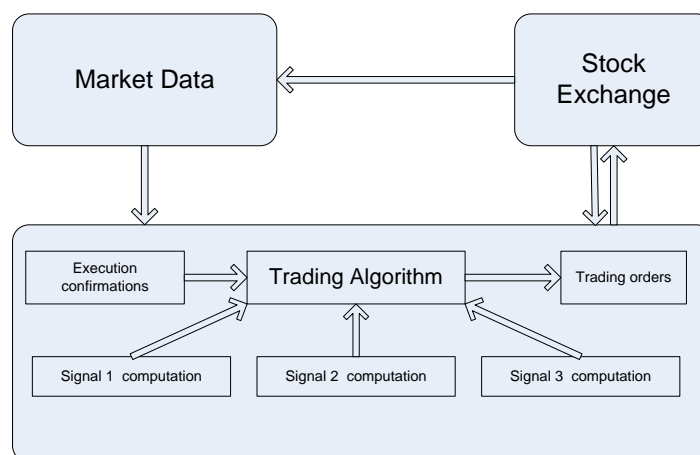 Market Data
Stock
Exchange
Execution
confirmations
Trading Algorithm
Trading orders
Signal 1 computation
Signal 2 computation
Signal 3 computation